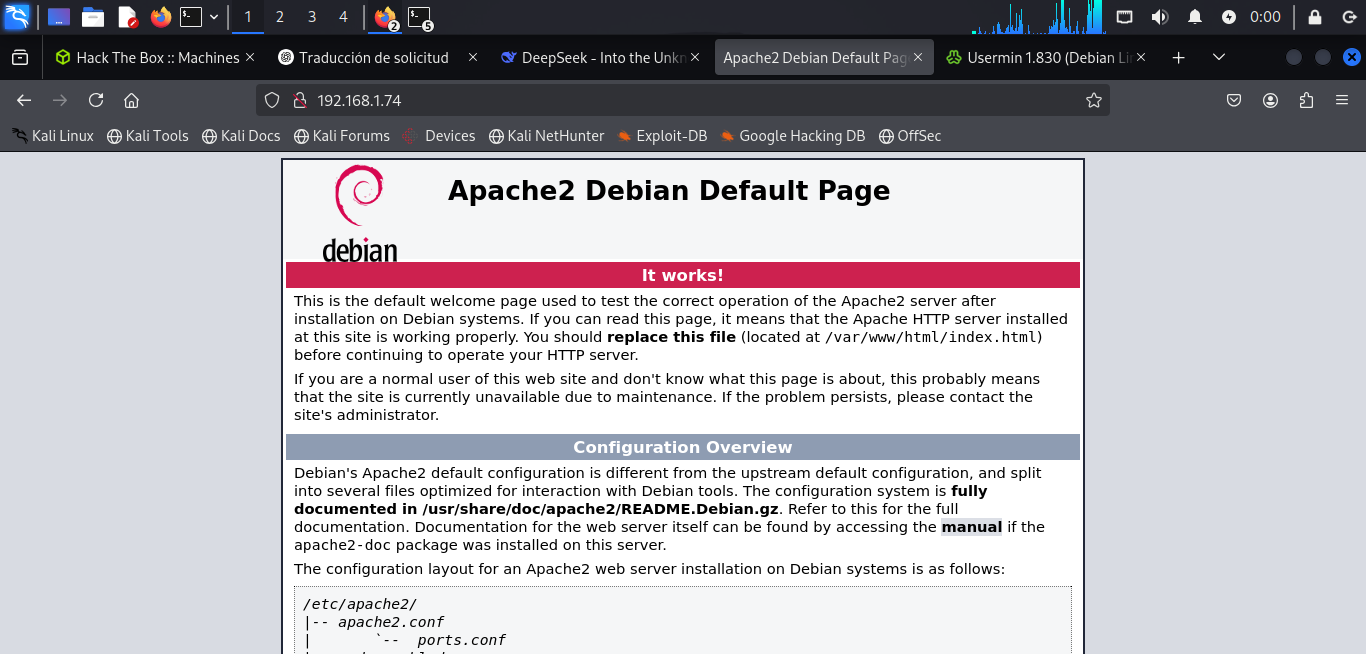 1 2 3 4 2 5 0:00
Hack The Box :: Machines Traducción de solicitud DeepSeek - Into the Unkn Apache2 Debian Default Pag Usermin 1.830 (Debian Lin
192.168.1.74
Kali Linux Kali Tools Kali Docs Kali Forums Devices Kali NetHunter Exploit-DB Google Hacking DB OffSec
debian
Apache2 Debian Default Page
It works!
This is the default welcome page used to test the correct operation of the Apache2 server after
installation on Debian systems. If you can read this page, it means that the Apache HTTP server installed
at this site is working properly. You should replace this file (located at /var/www/html/index.html)
before continuing to operate your HTTP server.
If you are a normal user of this web site and don't know what this page is about, this probably means
that the site is currently unavailable due to maintenance. If the problem persists, please contact the
site's administrator.
Configuration Overview
Debian's Apache2 default configuration is different from the upstream default configuration, and split
into several files optimized for interaction with Debian tools. The configuration system is fully
documented in /usr/share/doc/apache2/README.Debian.gz. Refer to this for the full
documentation. Documentation for the web server itself can be found by accessing the manual if the
apache2-doc package was installed on this server.
The configuration layout for an Apache2 web server installation on Debian systems is as follows:
/etc/apache2/
|-- apache2.conf
|       `--  ports.conf